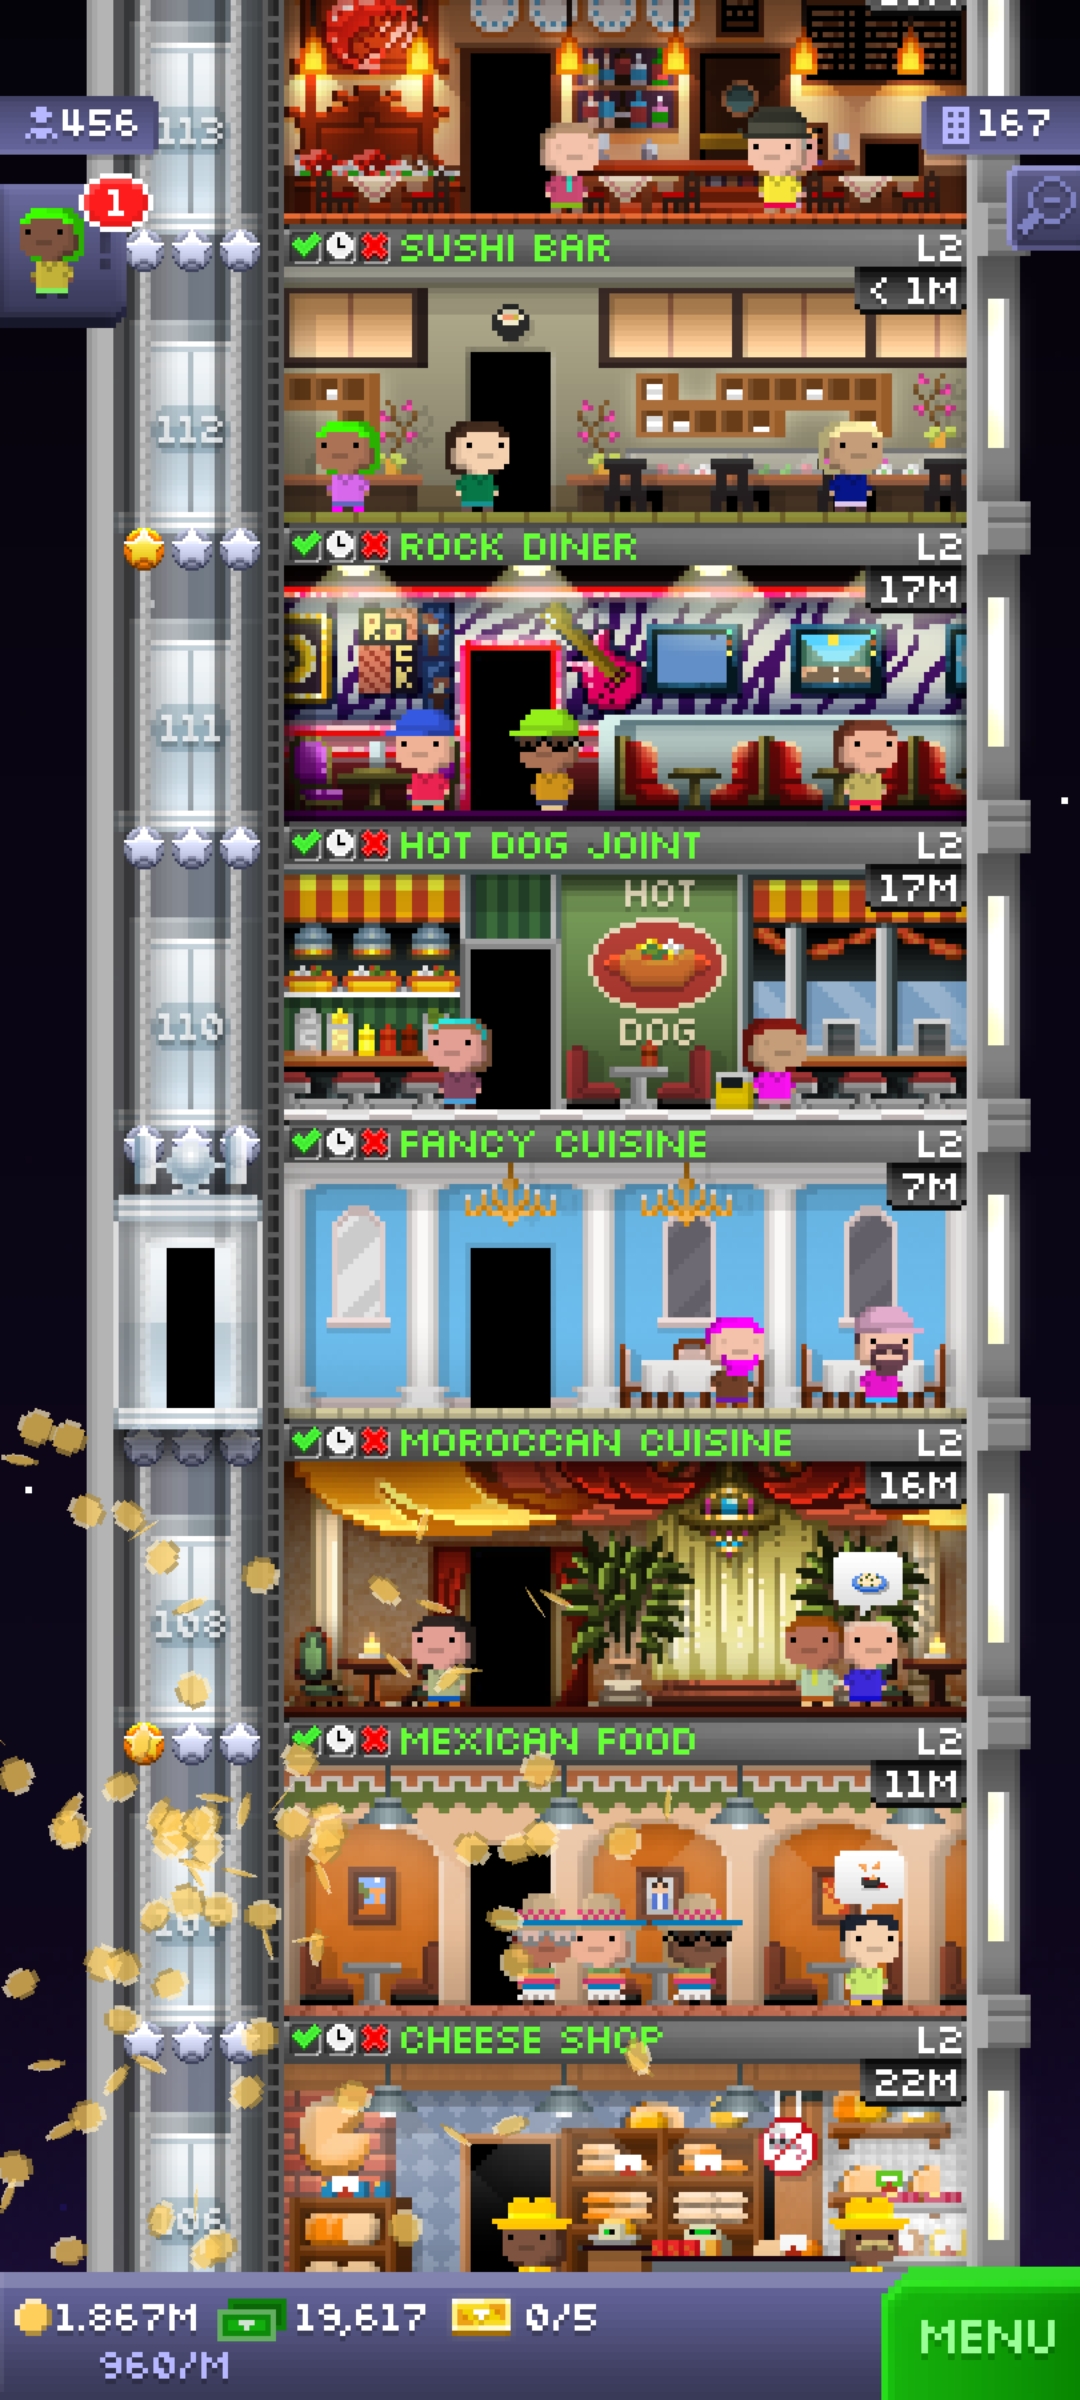 456
113
167
1
SUSHI BAR L2
< 1M
112
ROCK DINER L2
17M
ROCK
111
HOT DOG JOINT L2
17M
HOT
DOG
110
FANCY CUISINE L2
7M
MOROCCAN CUISINE L2
16M
108
MEXICAN FOOD L2
11M
107
CHEESE SHOP L2
22M
106
1.867M 19,617 0/5
960/M
MENU